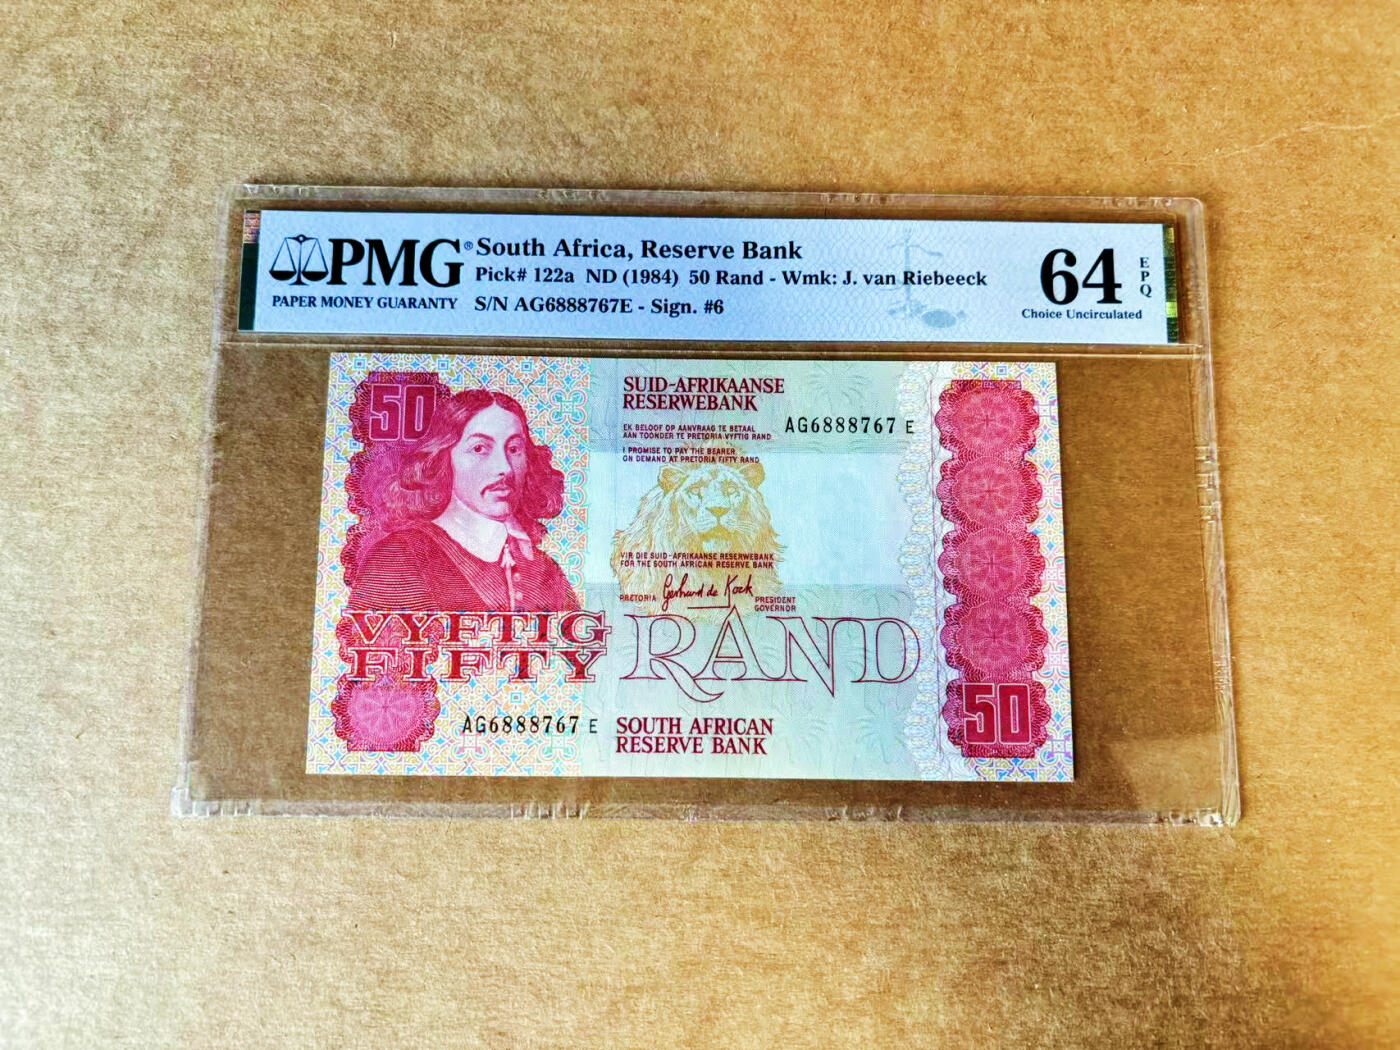 PMG®
PAPER MONEY GUARANTY
South Africa, Reserve Bank
Pick# 122a ND (1984) 50 Rand - Wmk: J. van Riebeeck
S/N AG6888767E - Sign. #6
64
EPQ
Choice Uncirculated
50
SUID-AFRIKAANSE
RESERWEBANK
EK BELOOF OP AANVRAAG TE BETAAL
AAN TOONDER TE PRETORIA VYFTIG RAND
AG6888767 E
I PROMISE TO PAY THE BEARER
ON DEMAND AT PRETORIA FIFTY RAND
VIR DIE SUID-AFRIKAANSE RESERWEBANK
FOR THE SOUTH AFRICAN RESERVE BANK
PRETORIA Gerhard de Kock PRESIDENT
GOVERNOR
VYFTIG
FIFTY
RAND
AG6888767 E
SOUTH AFRICAN
RESERVE BANK
50